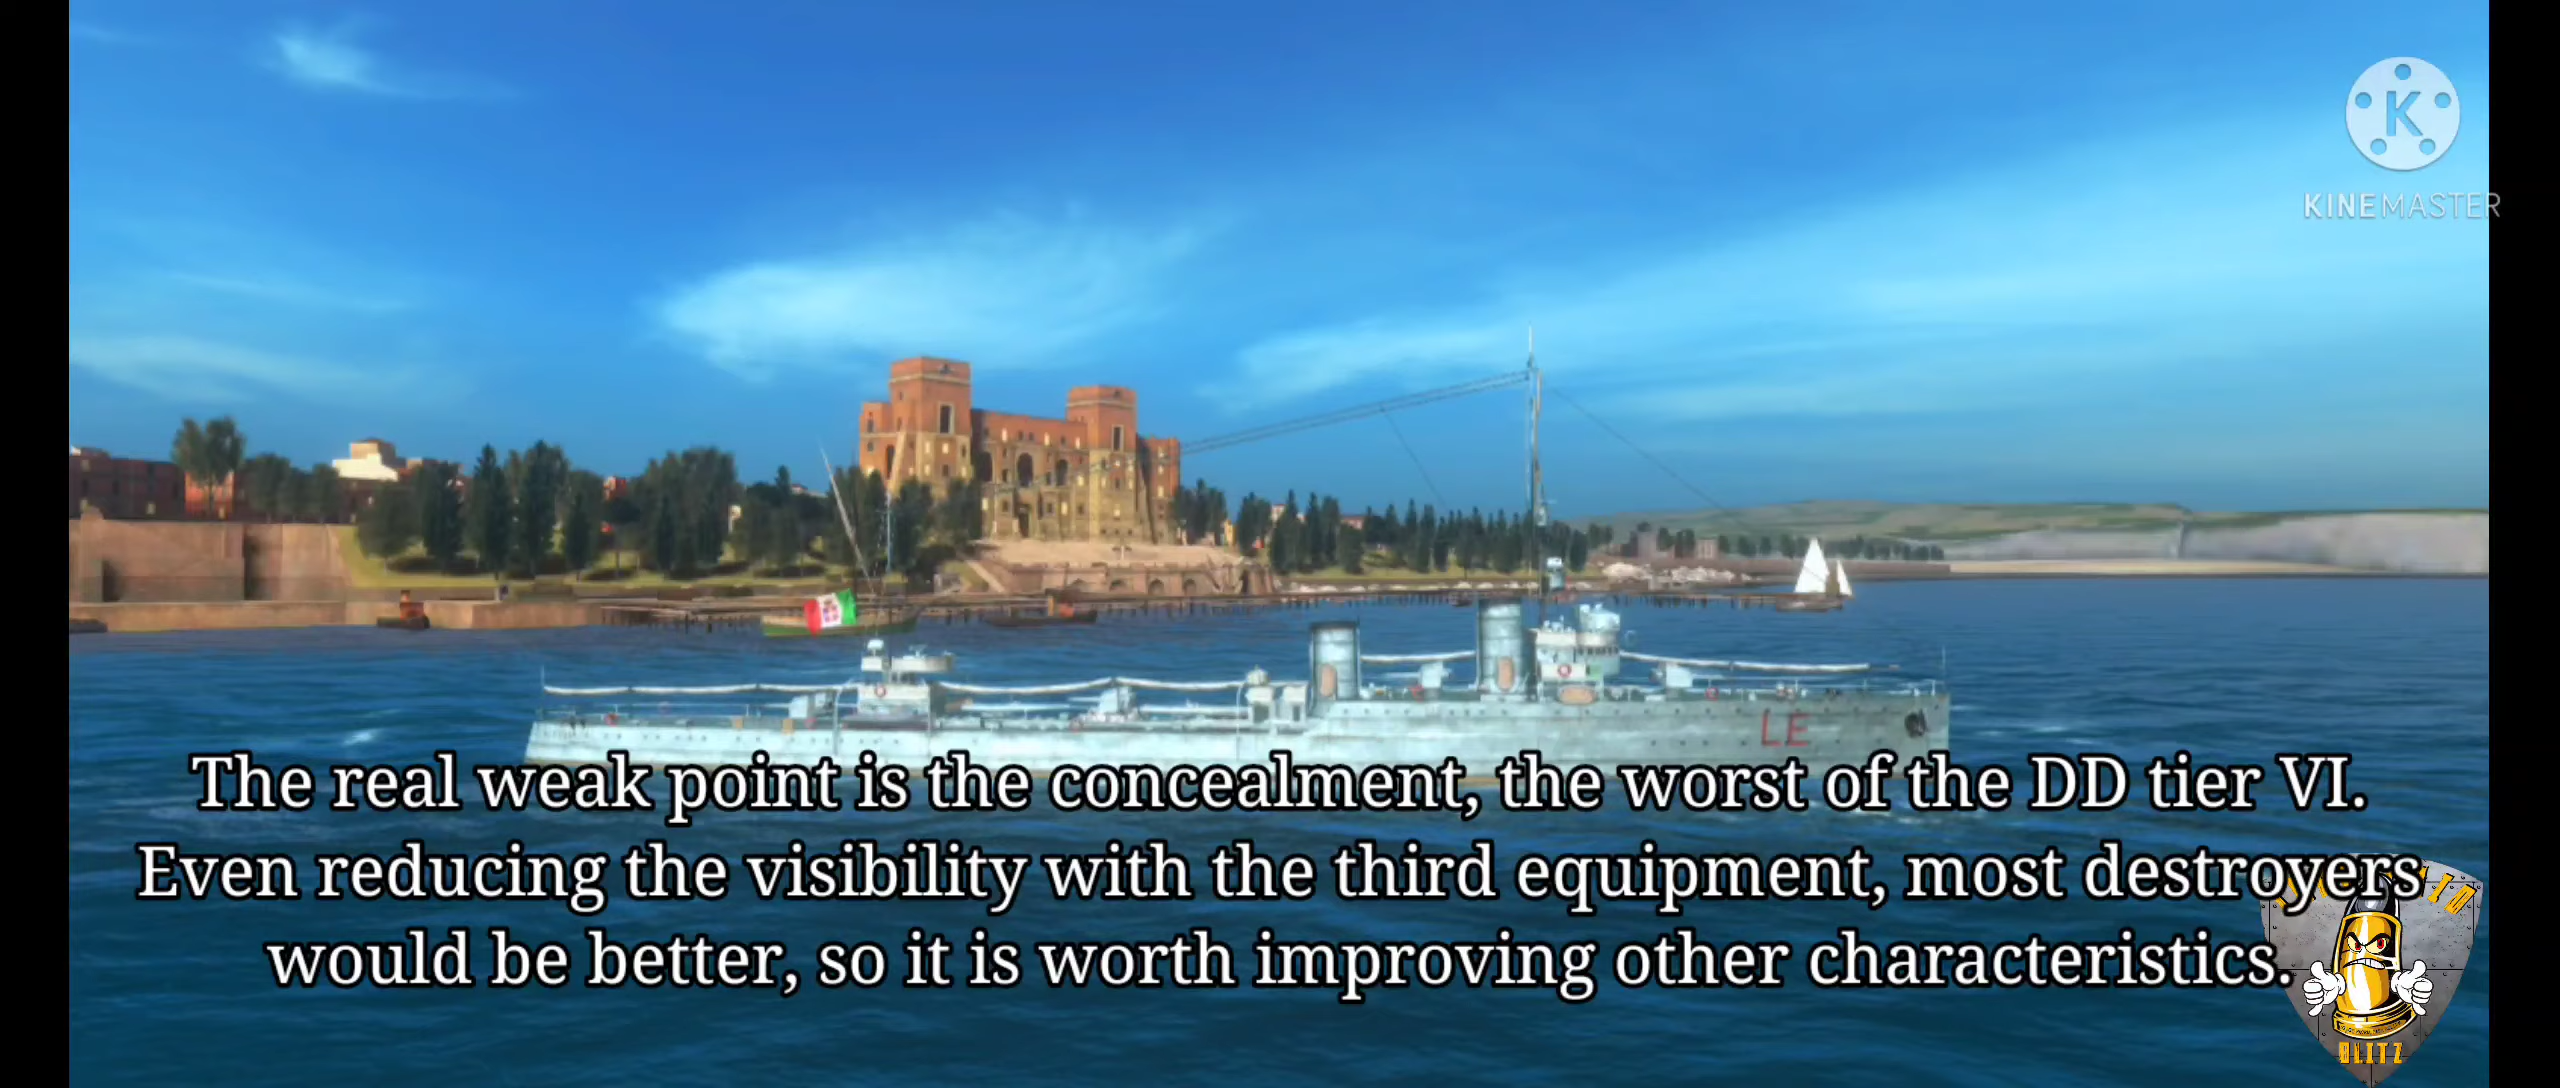 K
KINEMASTER
LE
The real weak point is the concealment, the worst of the DD tier VI.
Even reducing the visibility with the third equipment, most destroyers
would be better, so it is worth improving other characteristics.
BLITZ